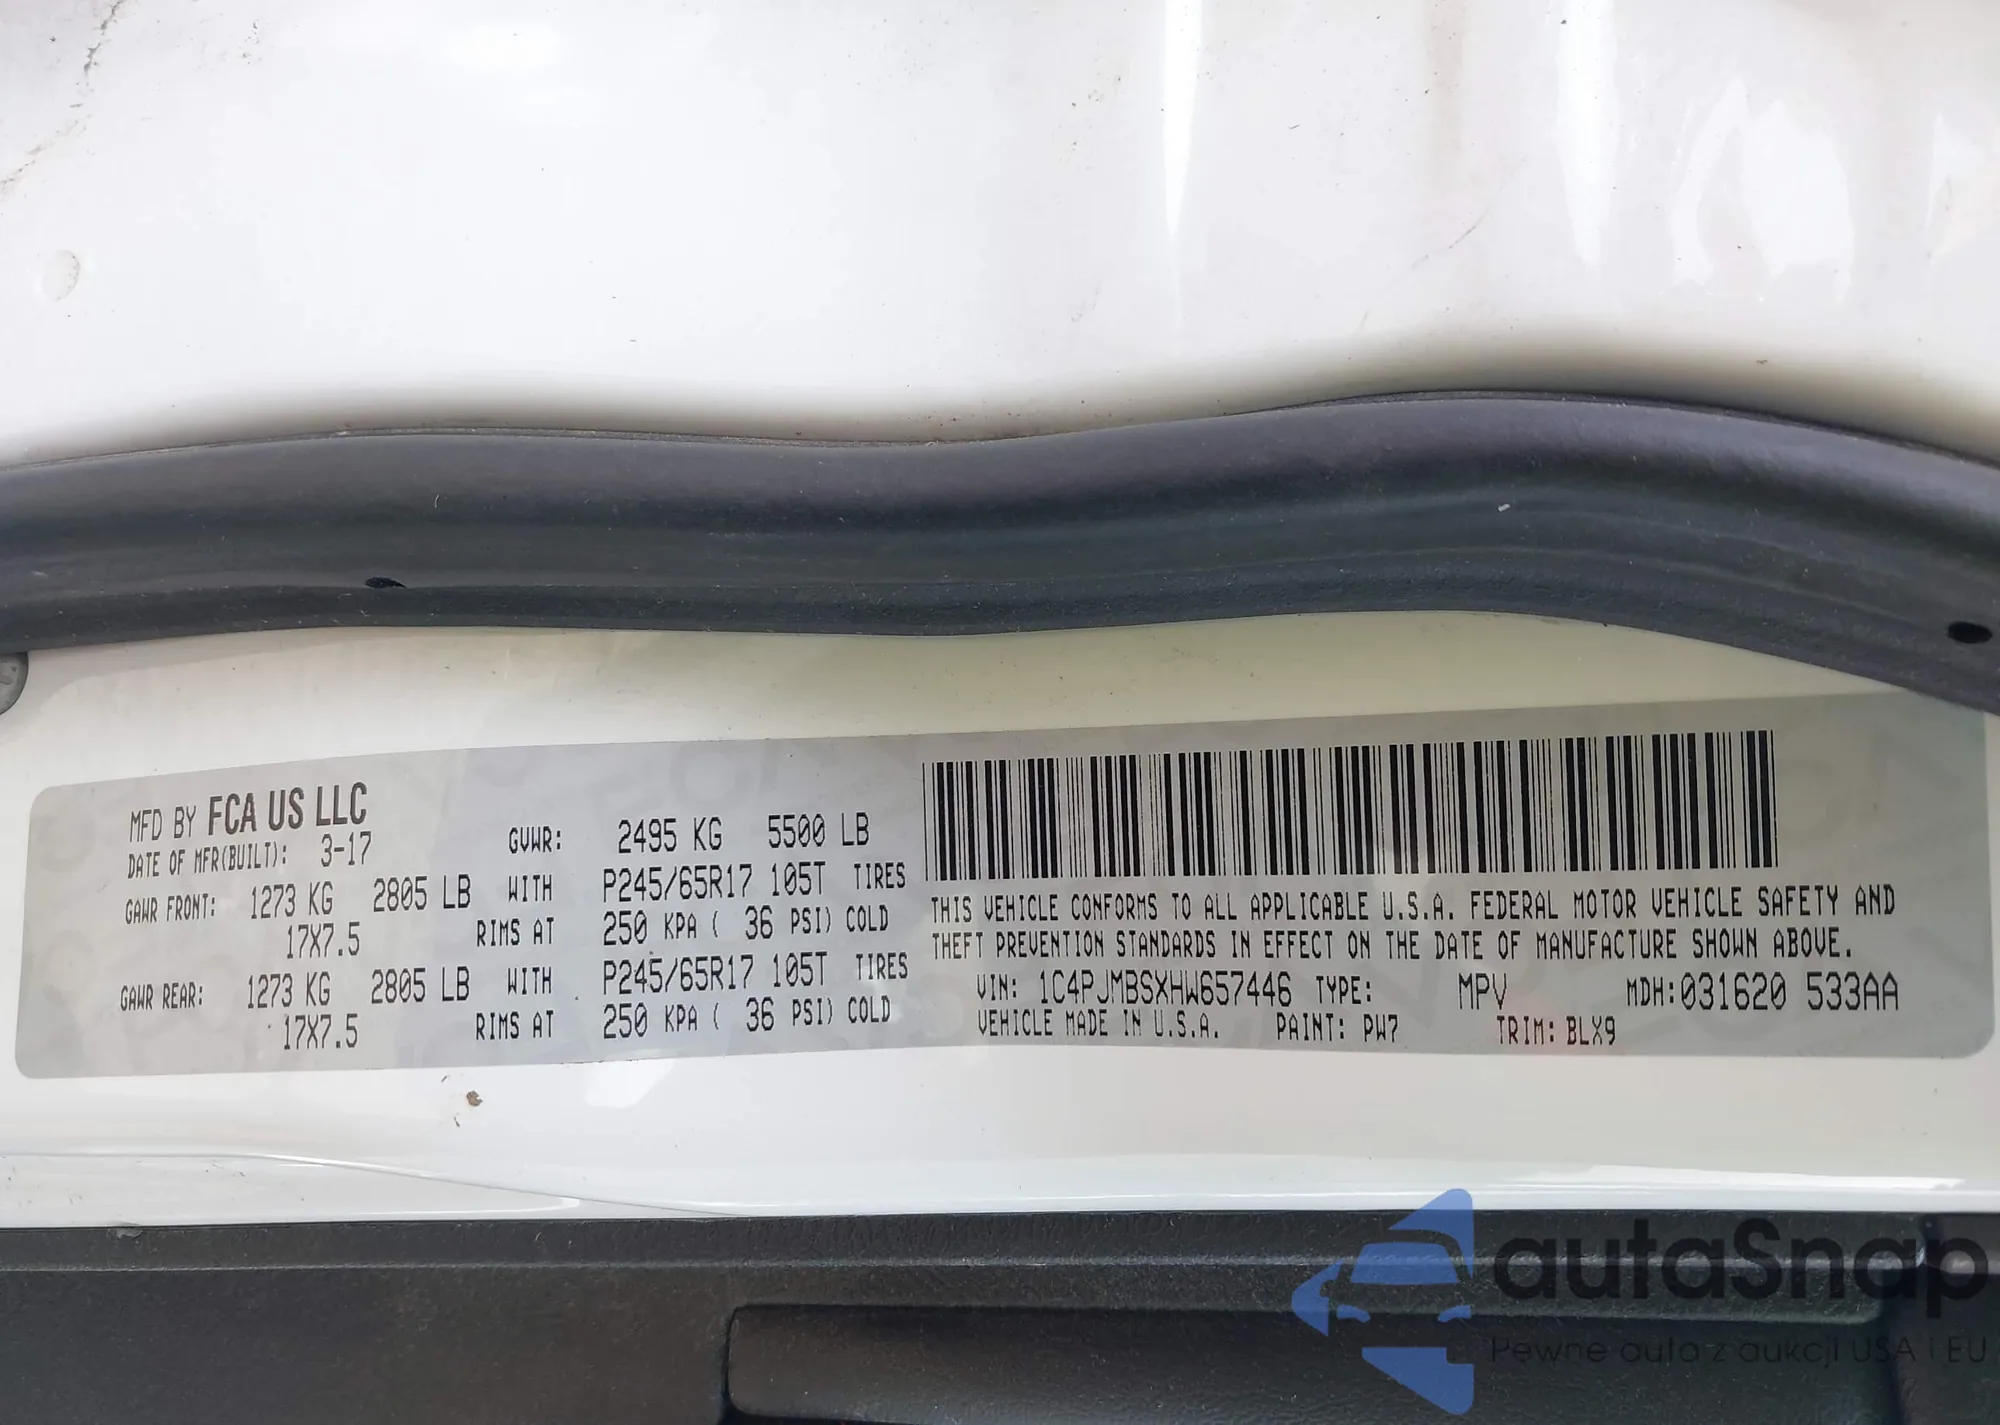 MFD BY FCA US LLC
DATE OF MFR(BUILT): 3-17
GVWR: 2495 KG 5500 LB
GAWR FRONT: 1273 KG 2805 LB WITH P245/65R17 105T TIRES
17X7.5 RIMS AT 250 KPA ( 36 PSI) COLD
GAWR REAR: 1273 KG 2805 LB WITH P245/65R17 105T TIRES
17X7.5 RIMS AT 250 KPA ( 36 PSI) COLD
THIS VEHICLE CONFORMS TO ALL APPLICABLE U.S.A. FEDERAL MOTOR VEHICLE SAFETY AND
THEFT PREVENTION STANDARDS IN EFFECT ON THE DATE OF MANUFACTURE SHOWN ABOVE.
VIN: 1C4PJMBSXHW657446 TYPE: MPV MDH:031620 533AA
VEHICLE MADE IN U.S.A. PAINT: PW7 TRIM: BLX9
autaSnap
Pewne auta z aukcji USA i EU